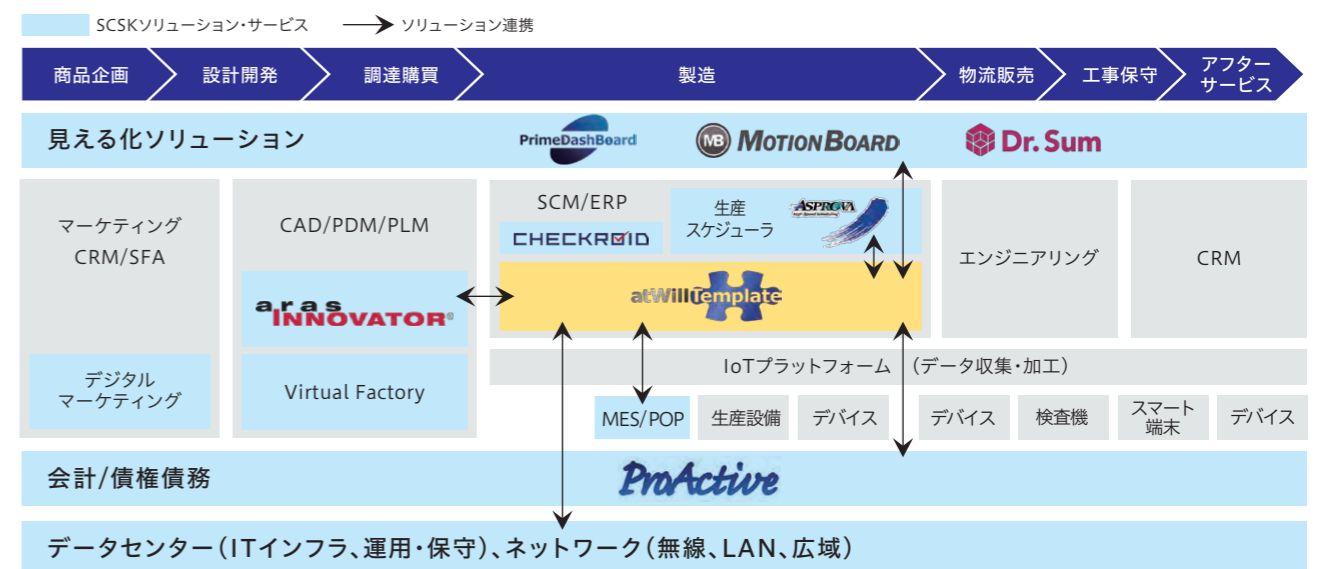 SCSKソリューション・サービス
ソリューション連携
商品企画
設計開発
調達購買
製造
物流販売
工事保守
アフター
サービス
見える化ソリューション
PrimeDashBoard
MB MOTIONBOARD
Dr.Sum
マーケティング
CRM/SFA
デジタル
マーケティング
CAD/PDM/PLM
aras
INNOVATOR®
Virtual Factory
SCM/ERP
CHECKROID
生産
スケジューラ
ASPROVA
atWillTemplate
エンジニアリング
CRM
IoTプラットフォーム （データ収集・加工）
MES/POP
生産設備
デバイス
デバイス
検査機
スマート
端末
デバイス
会計/債権債務
ProActive
データセンター（ITインフラ、運用・保守）、ネットワーク（無線、LAN、広域）